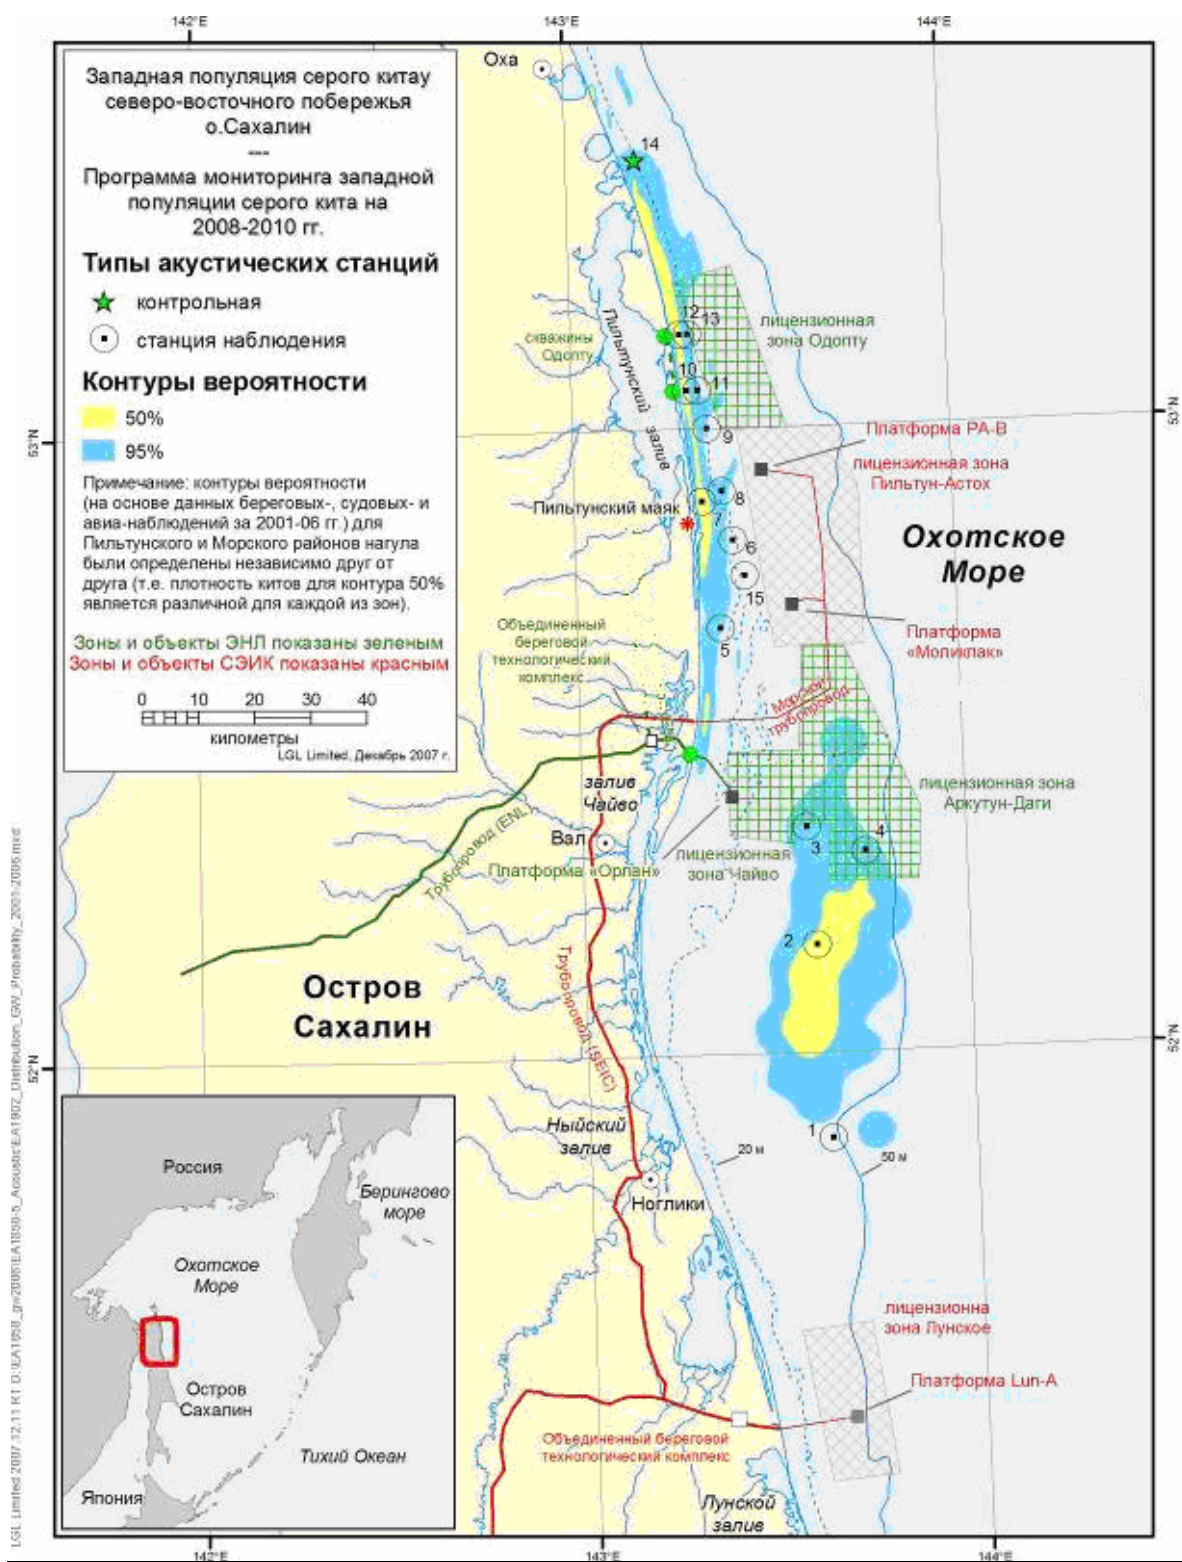 142°E
143°E
144°E
Западная популяция серого китау
северо-восточного побережья
о.Сахалин
---
Программа мониторинга западной
популяции серого кита на
2008-2010 гг.
Типы акустических станций
контрольная
станция наблюдения
Контуры вероятности
50%
95%
Примечание: контуры вероятности
(на основе данных береговых-, судовых- и
авиа-наблюдений за 2001-06 гг.) для
Пильтунского и Морского районов нагула
были определены независимо друг от
друга (т.е. плотность китов для контура 50%
является различной для каждой из зон).
Зоны и объекты ЭНЛ показаны зеленым
Зоны и объекты СЭИК показаны красным
0 10 20 30 40
километры
LGL Limited, Декабрь 2007 г.
Оха
14
12
13
лицензионная
зона Одопту
скважины
Одопту
Пильтунский залив
10
11
53°N
53°N
9
Платформа PA-B
лицензионная зона
Пильтун-Астох
8
Пильтунский маяк
7
6
Охотское
Море
15
Объединенный
береговой
технологический
комплекс
5
Платформа
«Моликпак»
Морской
трубопровод
залив
Чайво
лицензионная зона
Аркутун-Даги
Трубопровод (ENL)
Вал
3
4
Платформа «Орлан»
лицензионная
зона Чайво
2
Остров
Сахалин
Трубопровод (SEIC)
52°N
52°N
Ныйский
залив
1
20 м
50 м
Ноглики
Россия
Берингово
море
Охотское
Море
Остров
Сахалин
Тихий Океан
Япония
лицензионна
зона Лунское
Платформа Lun-A
Объединенный береговой
технологический комплекс
Лунской
залив
142°E
143°E
144°E